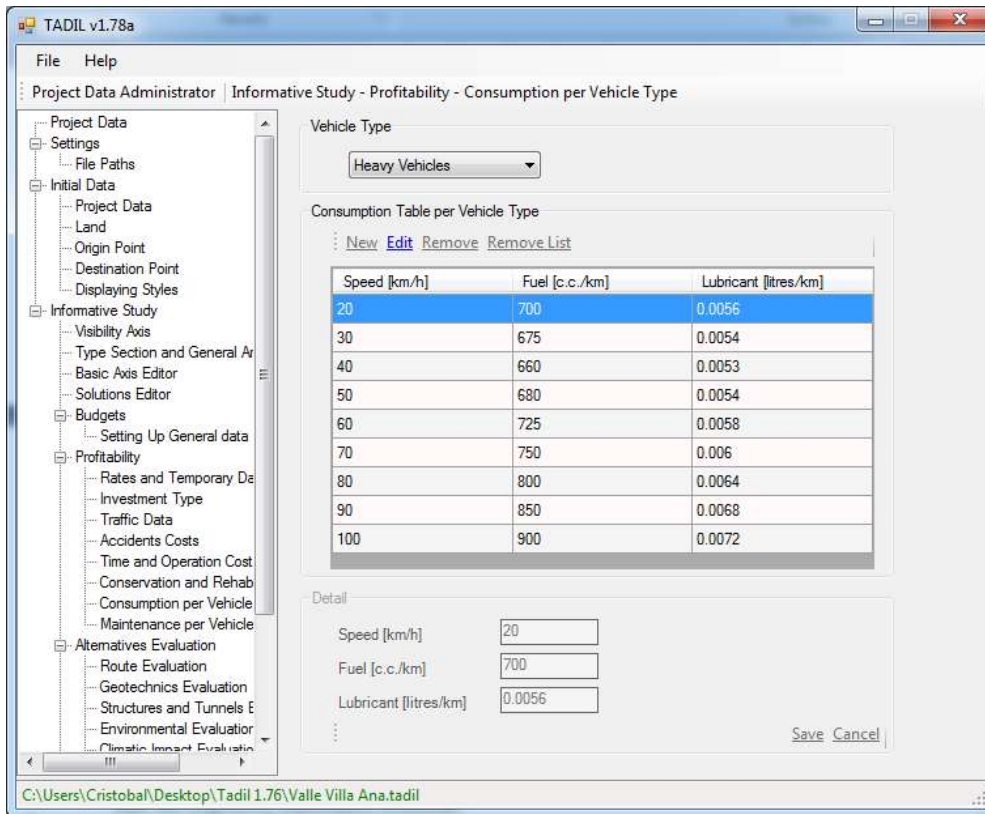 TADIL v1.78a
File Help
Project Data Administrator Informative Study - Profitability - Consumption per Vehicle Type
Project Data
Settings
File Paths
Initial Data
Project Data
Land
Origin Point
Destination Point
Displaying Styles
Informative Study
Visibility Axis
Type Section and General Ar
Basic Axis Editor
Solutions Editor
Budgets
Setting Up General data
Profitability
Rates and Temporary Da
Investment Type
Traffic Data
Accidents Costs
Time and Operation Cost
Conservation and Rehab
Consumption per Vehicle
Maintenance per Vehicle
Alternatives Evaluation
Route Evaluation
Geotechnics Evaluation
Structures and Tunnels E
Environmental Evaluation
Climatic Impact Evaluatio
Vehicle Type
Heavy Vehicles
Consumption Table per Vehicle Type
New Edit Remove Remove List
Speed [km/h] Fuel [c.c./km] Lubricant [litres/km]
20 700 0.0056
30 675 0.0054
40 660 0.0053
50 680 0.0054
60 725 0.0058
70 750 0.006
80 800 0.0064
90 850 0.0068
100 900 0.0072
Detail
Speed [km/h] 20
Fuel [c.c./km] 700
Lubricant [litres/km] 0.0056
Save Cancel
C:\Users\Cristobal\Desktop\Tadil 1.76\Valle Villa Ana.tadil